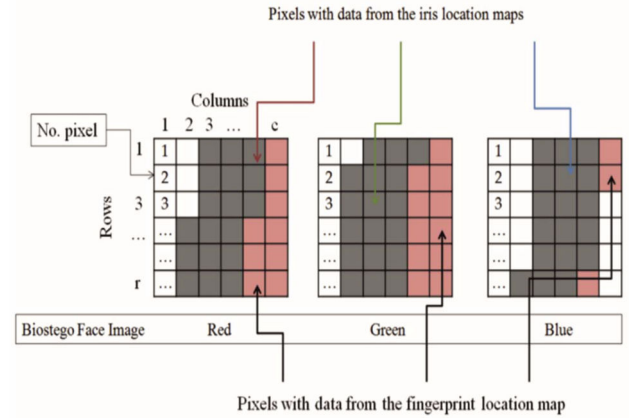 Pixels with data from the iris location maps
Columns
No. pixel
1 2 3 ... c
1 1 1 1
2 2 2
3 3 3 3
... ... ... ...
... ... ...
r ... ... ...
Rows
Biostego Face Image Red Green Blue
Pixels with data from the fingerprint location map